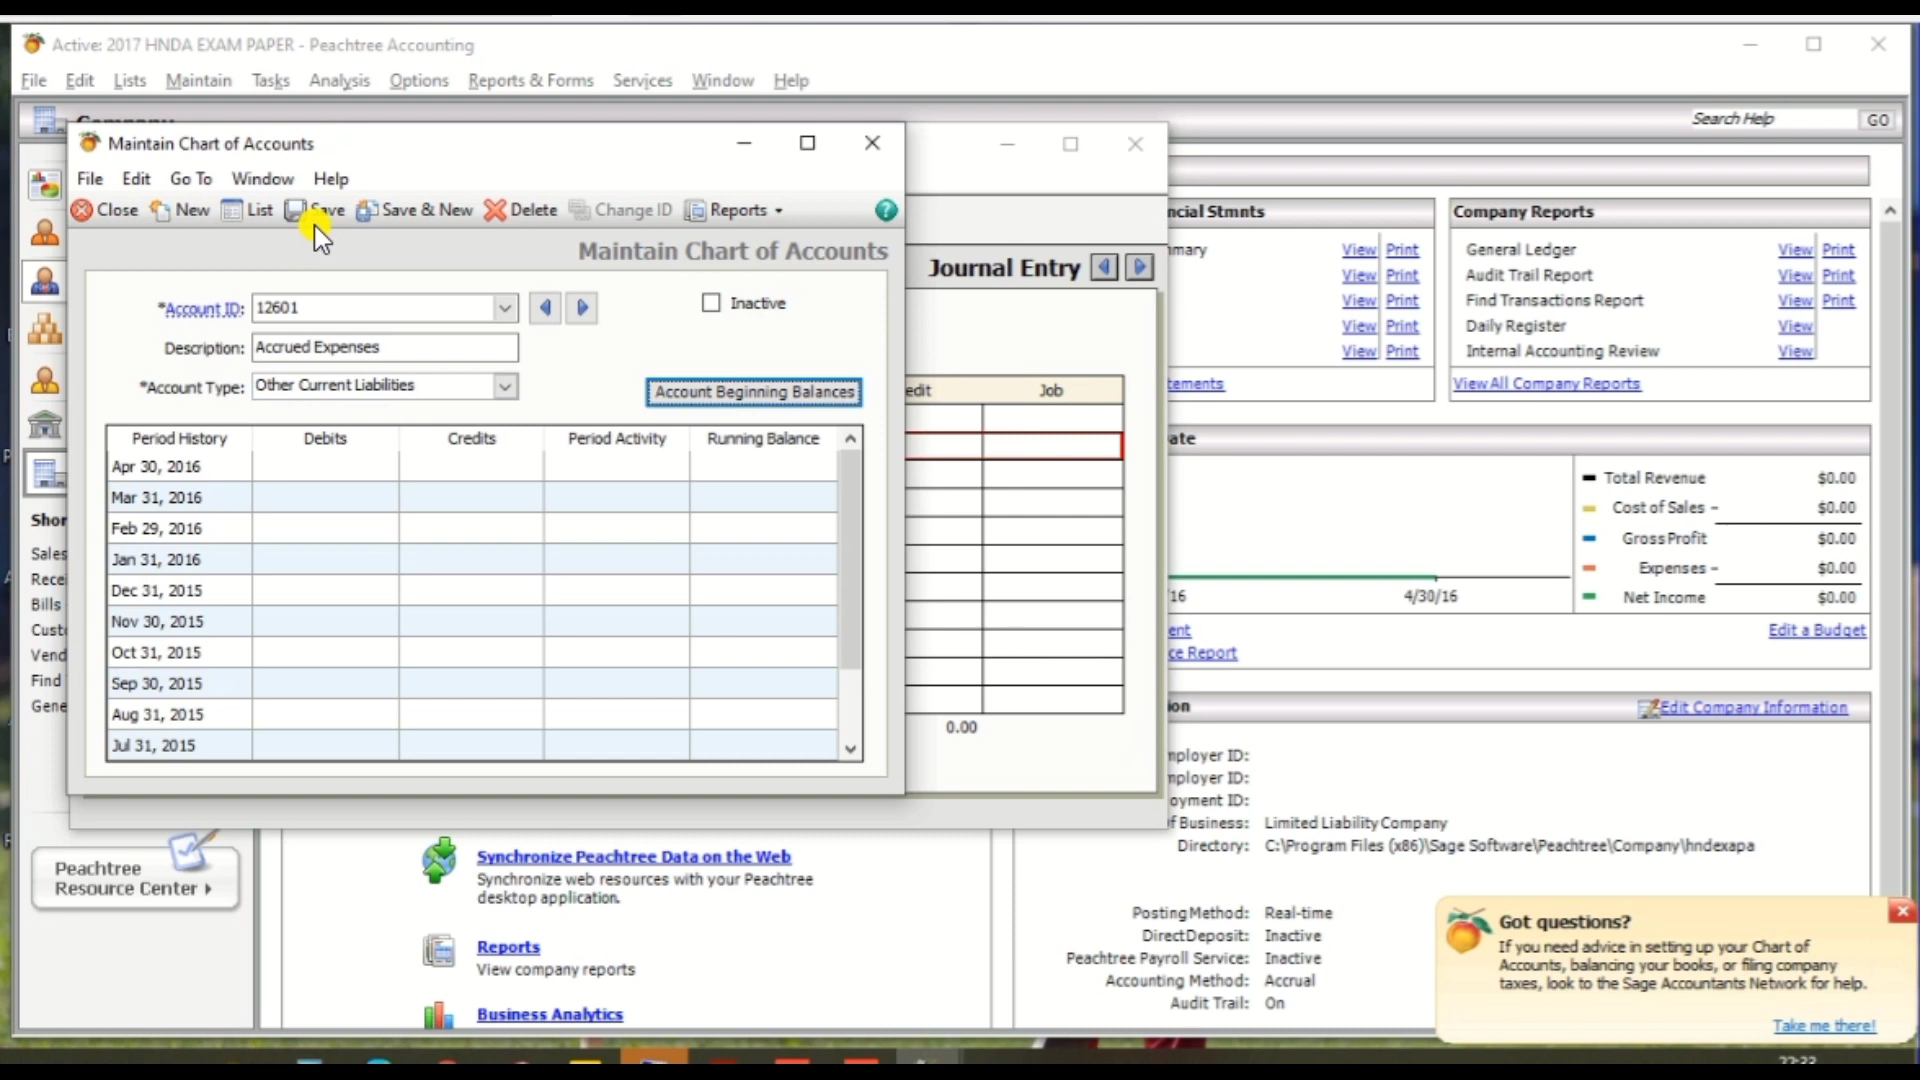 Active: 2017 HNDA EXAM PAPER - Peachtree Accounting
File Edit Lists Maintain Tasks Analysis Options Reports & Forms Services Window Help
Company
Search Help GO
Maintain Chart of Accounts
File Edit Go To Window Help
Close New List Save Save & New Delete Change ID Reports
Maintain Chart of Accounts
*Account ID: 12601
Inactive
Description: Accrued Expenses
*Account Type: Other Current Liabilities
Account Beginning Balances
Period History Debits Credits Period Activity Running Balance
Apr 30, 2016
Mar 31, 2016
Feb 29, 2016
Jan 31, 2016
Dec 31, 2015
Nov 30, 2015
Oct 31, 2015
Sep 30, 2015
Aug 31, 2015
Jul 31, 2015
Journal Entry
edit Job
0.00
ncial Stmnts
mary View Print
View Print
View Print
View Print
View Print
tements
Company Reports
General Ledger View Print
Audit Trail Report View Print
Find Transactions Report View Print
Daily Register View
Internal Accounting Review View
View All Company Reports
ate
Total Revenue $0.00
Cost of Sales - $0.00
Gross Profit $0.00
Expenses - $0.00
Net Income $0.00
'16 4/30/16
ent
Edit a Budget
ce Report
ion
Edit Company Information
mployer ID:
mployer ID:
oyment ID:
f Business: Limited Liability Company
Directory: C:\Program Files (x86)\Sage Software\Peachtree\Company\hndexapa
Posting Method: Real-time
Direct Deposit: Inactive
Peachtree Payroll Service: Inactive
Accounting Method: Accrual
Audit Trail: On
Shor
Sales
Rece
Bills
Custo
Vend
Find
Gene
Peachtree
Resource Center
Synchronize Peachtree Data on the Web
Synchronize web resources with your Peachtree
desktop application.
Reports
View company reports
Business Analytics
Got questions?
If you need advice in setting up your Chart of
Accounts, balancing your books, or filing company
taxes, look to the Sage Accountants Network for help.
Take me there!